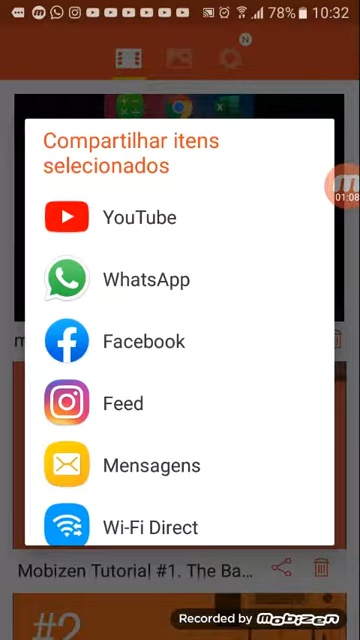 78% 10:32
N
Compartilhar itens
selecionados
YouTube
WhatsApp
01:08
Facebook
Feed
Mensagens
Wi-Fi Direct
Mobizen Tutorial #1. The Ba...
#2
Recorded by mobizen